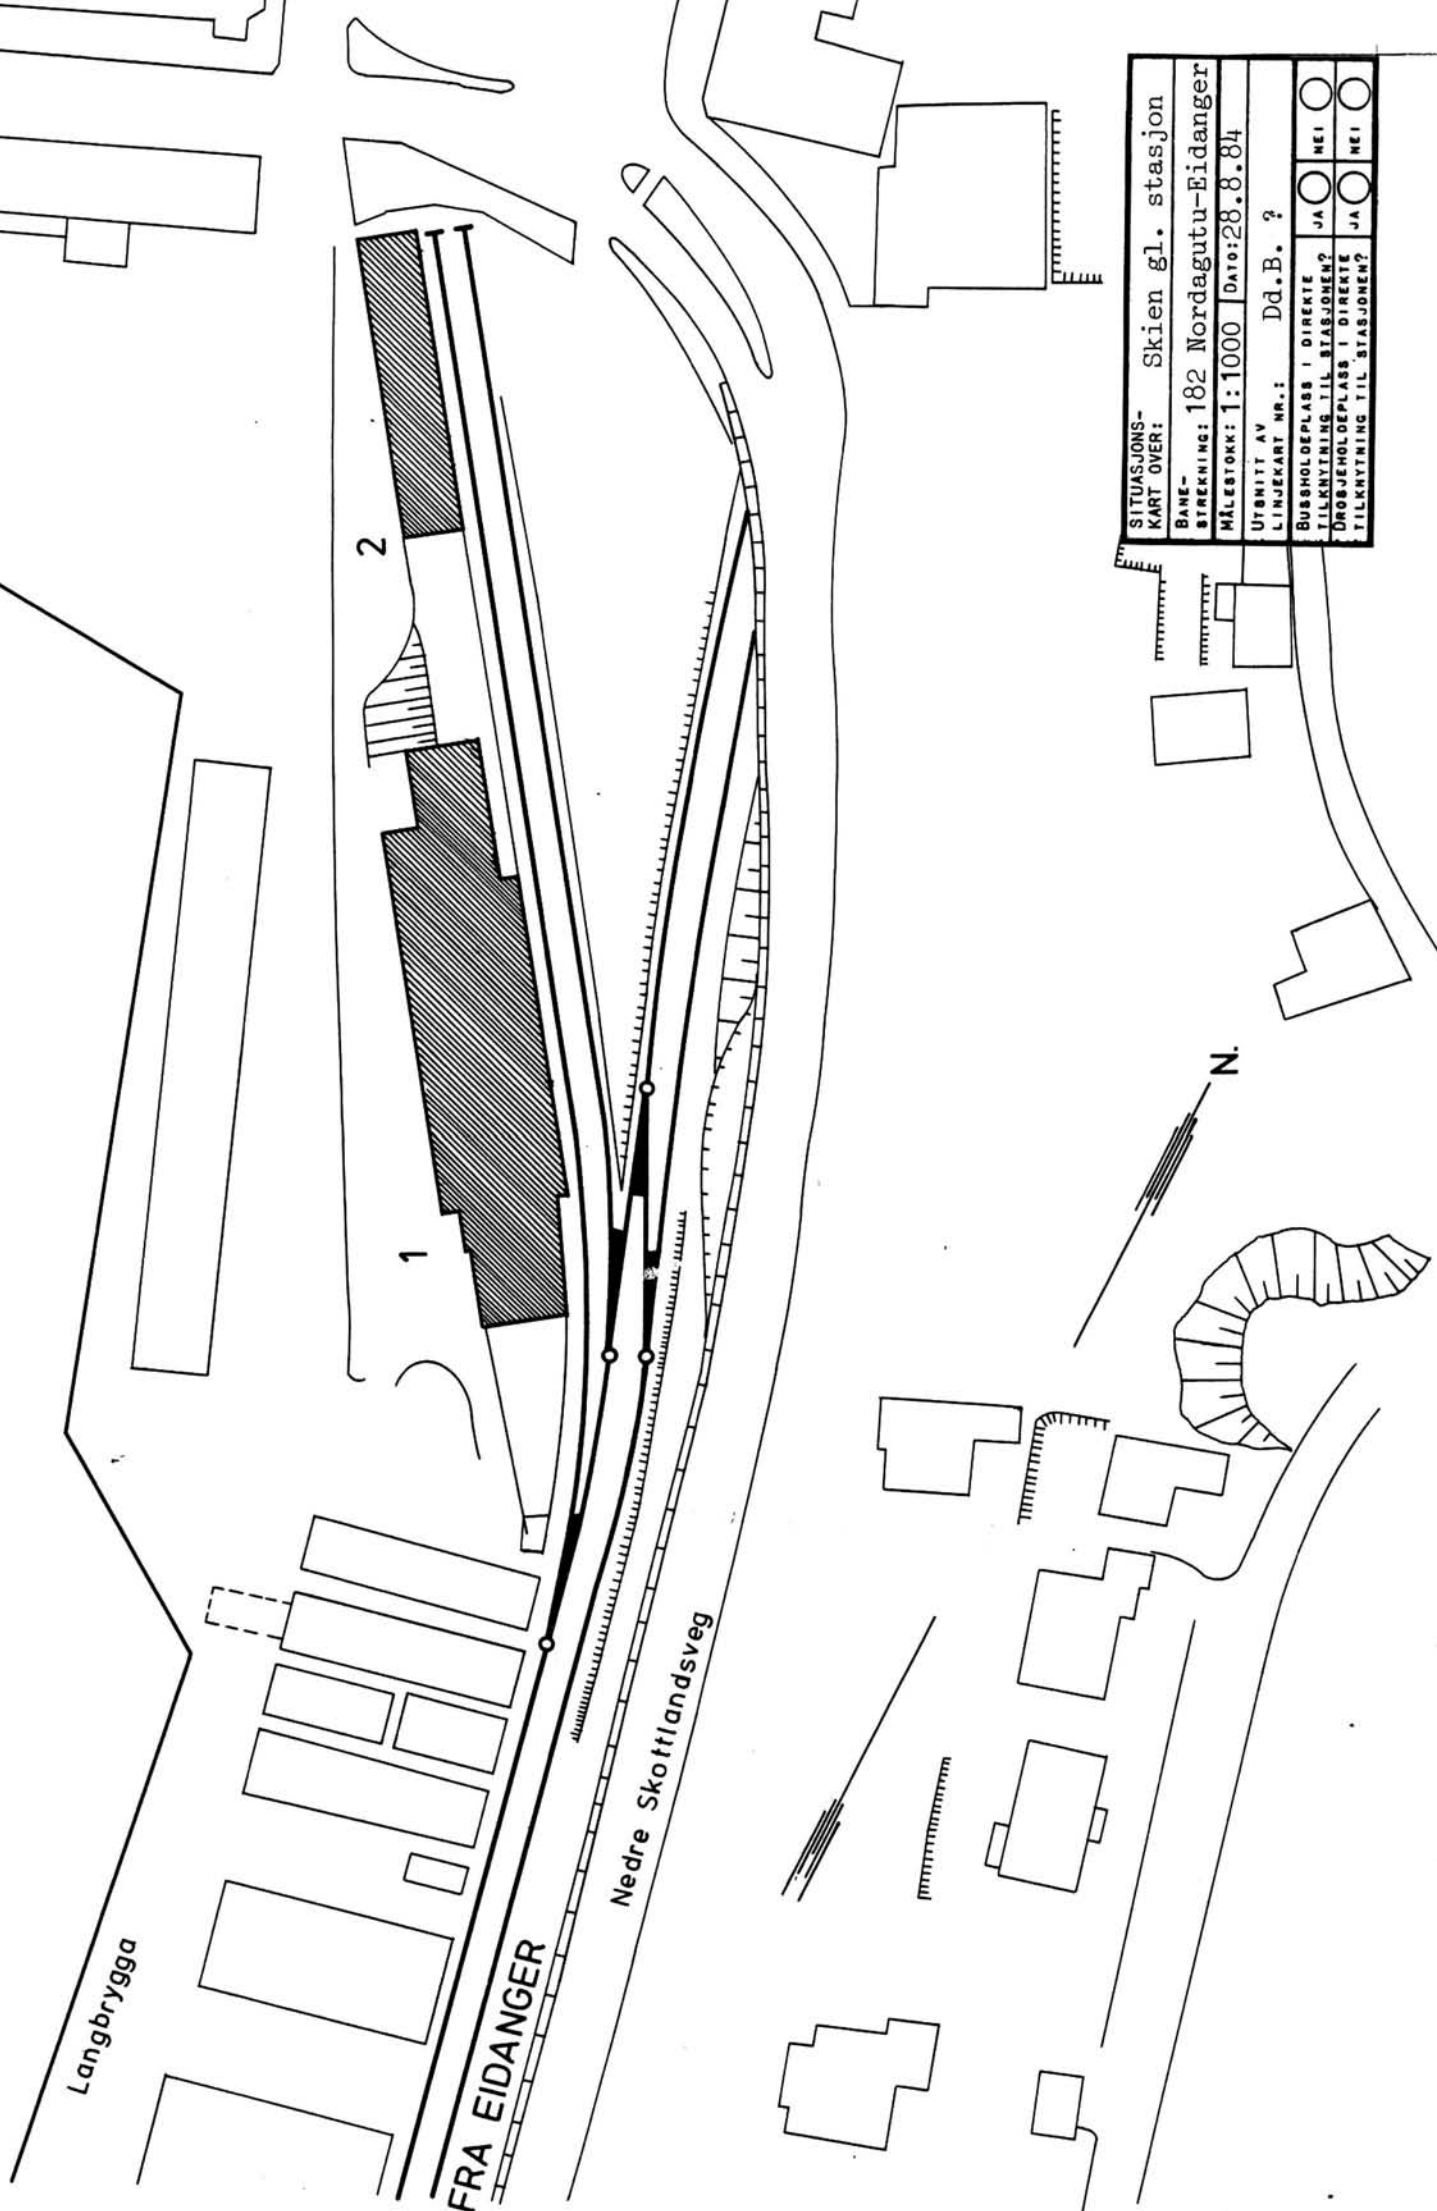 SITUASJONS-
KART OVER: Skien gl. stasjon
BANE-
STREKNING: 182 Nordagutu-Eidanger
MÅLESTOKK: 1:1000 DATO: 28.8.84
UTSNITT AV
LINJEKART NR.: Dd.B. ?
BUSSHOLDEPLASS I DIREKTE
TILKNYTNING TIL STASJONEN? JA NEI
DROSJEHOLDEPLASS I DIREKTE
TILKNYTNING TIL STASJONEN? JA NEI
2
1
N.
Langbrygga
FRA EIDANGER
Nedre Skottlandsveg